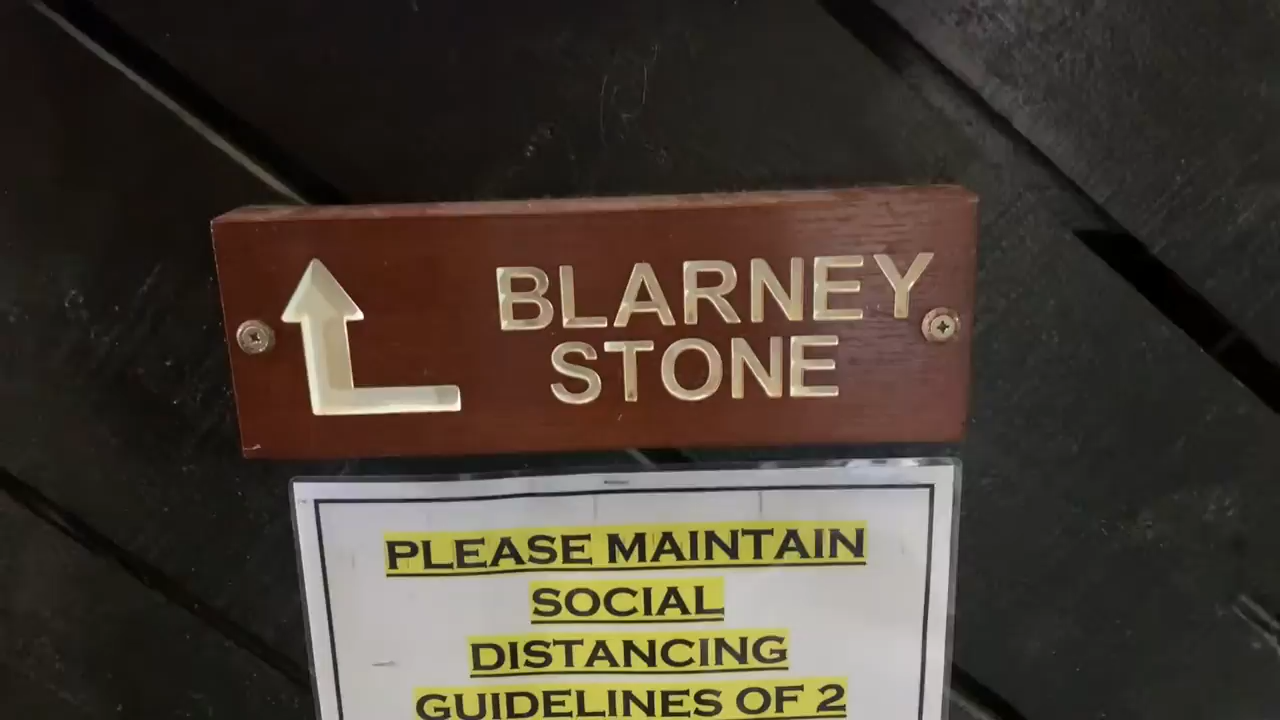 BLARNEY
STONE
PLEASE MAINTAIN
SOCIAL
DISTANCING
GUIDELINES OF 2